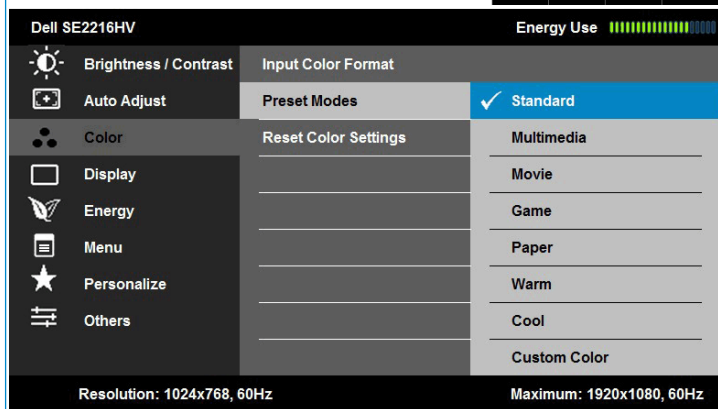 Dell SE2216HV Energy Use
Brightness / Contrast Input Color Format
Auto Adjust Preset Modes Standard
Color Reset Color Settings Multimedia
Display Movie
Energy Game
Menu Paper
Personalize Warm
Others Cool
Custom Color
Resolution: 1024x768, 60Hz Maximum: 1920x1080, 60Hz